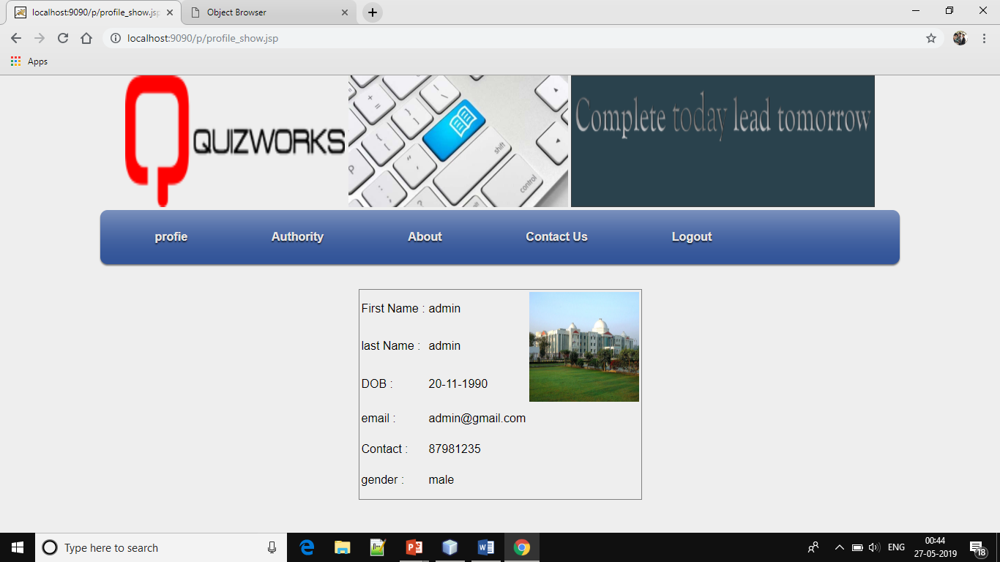 localhost:9090/p/profile_show.jsp
Object Browser
localhost:9090/p/profile_show.jsp
Apps
QUIZWORKS
shift
control
Complete today lead tomorrow
profie Authority About Contact Us Logout
First Name : admin
last Name : admin
DOB : 20-11-1990
email : admin@gmail.com
Contact : 87981235
gender : male
Type here to search
ENG
00:44
27-05-2019
18